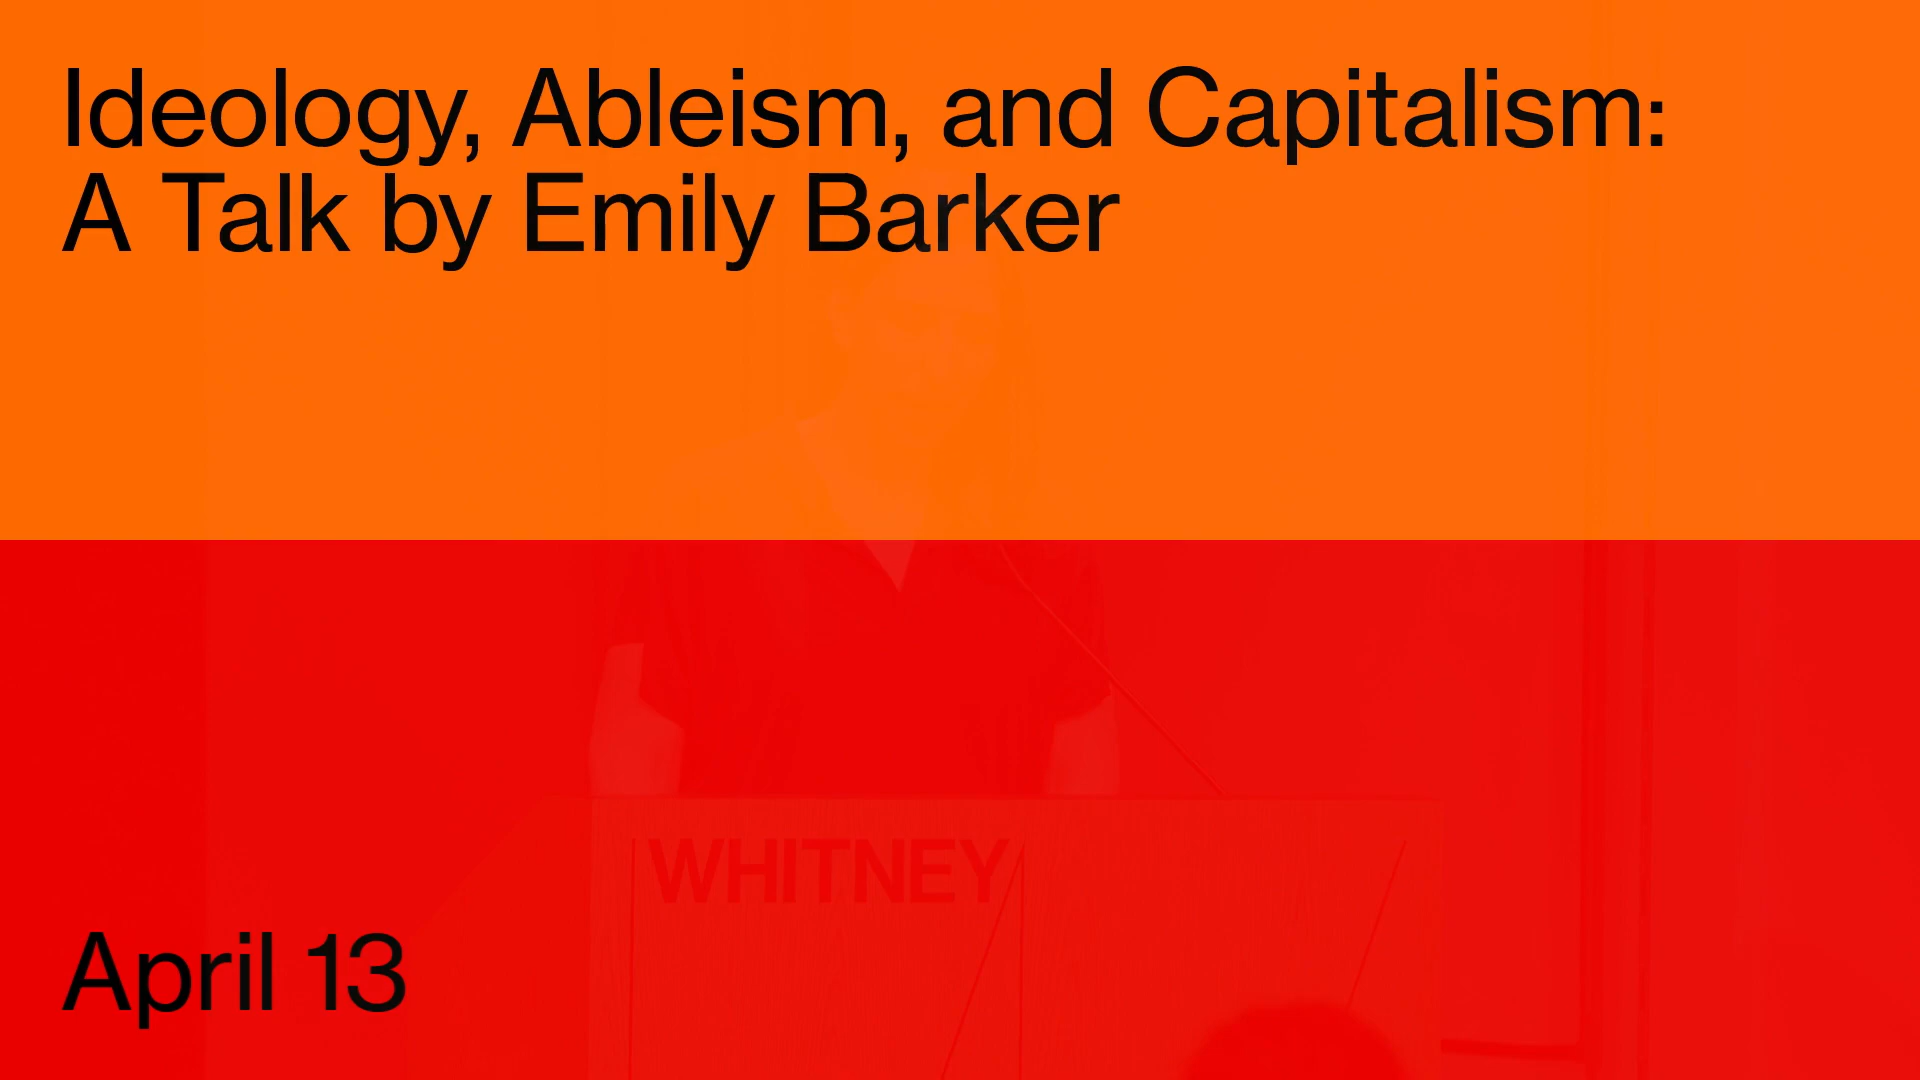 Ideology, Ableism, and Capitalism:
A Talk by Emily Barker
WHITNEY
April 13